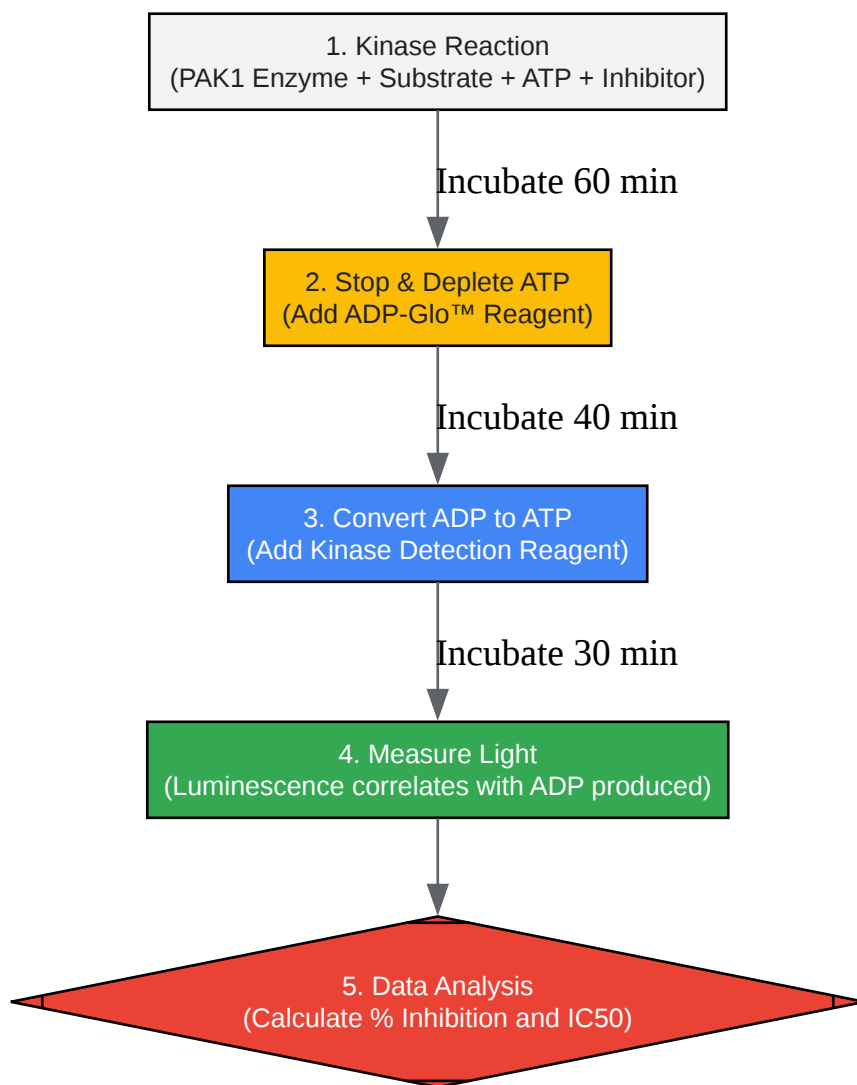 1. Kinase Reaction
(PAK1 Enzyme + Substrate + ATP + Inhibitor)
Incubate 60 min
2. Stop & Deplete ATP
(Add ADP-Glo™ Reagent)
Incubate 40 min
3. Convert ADP to ATP
(Add Kinase Detection Reagent)
Incubate 30 min
4. Measure Light
(Luminescence correlates with ADP produced)
5. Data Analysis
(Calculate % Inhibition and IC50)